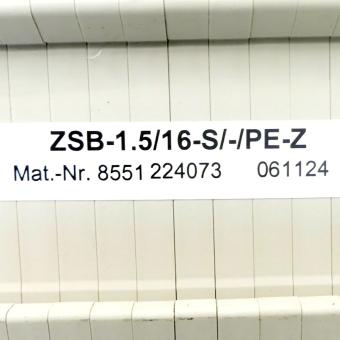 ZSB-1.5/16-S/-/PE-Z
Mat.-Nr. 8551 224073 061124